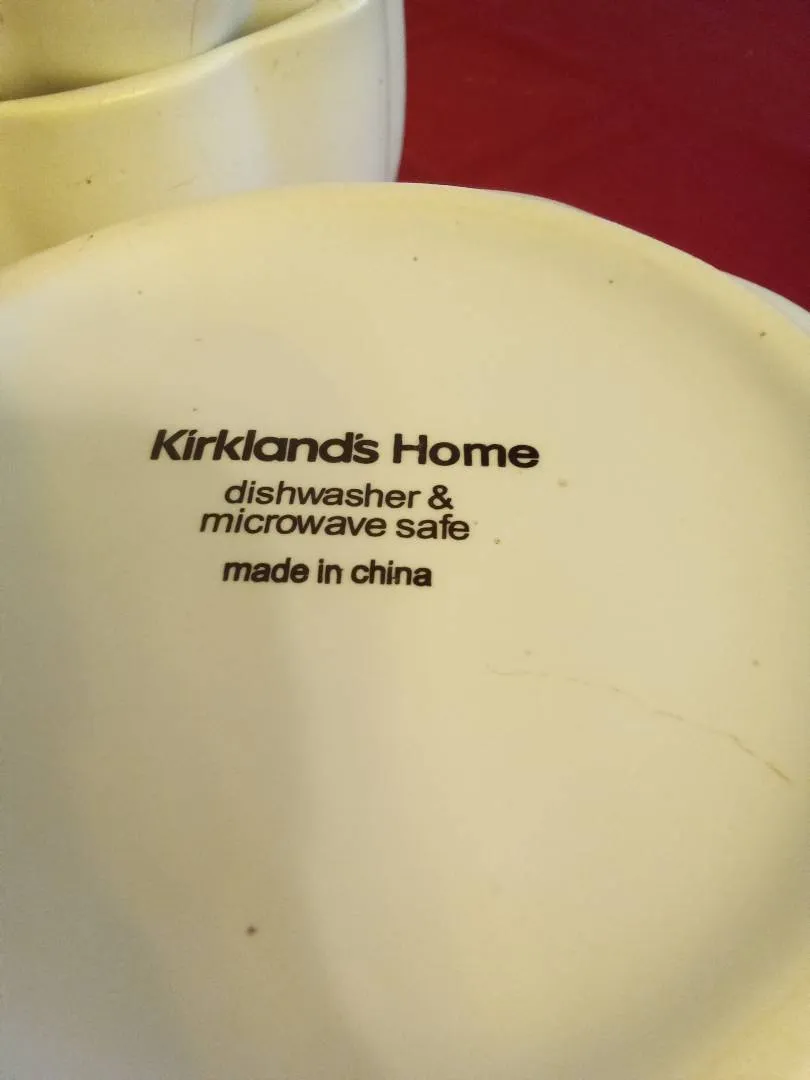 Kirkland's Home
dishwasher &
microwave safe
made in china